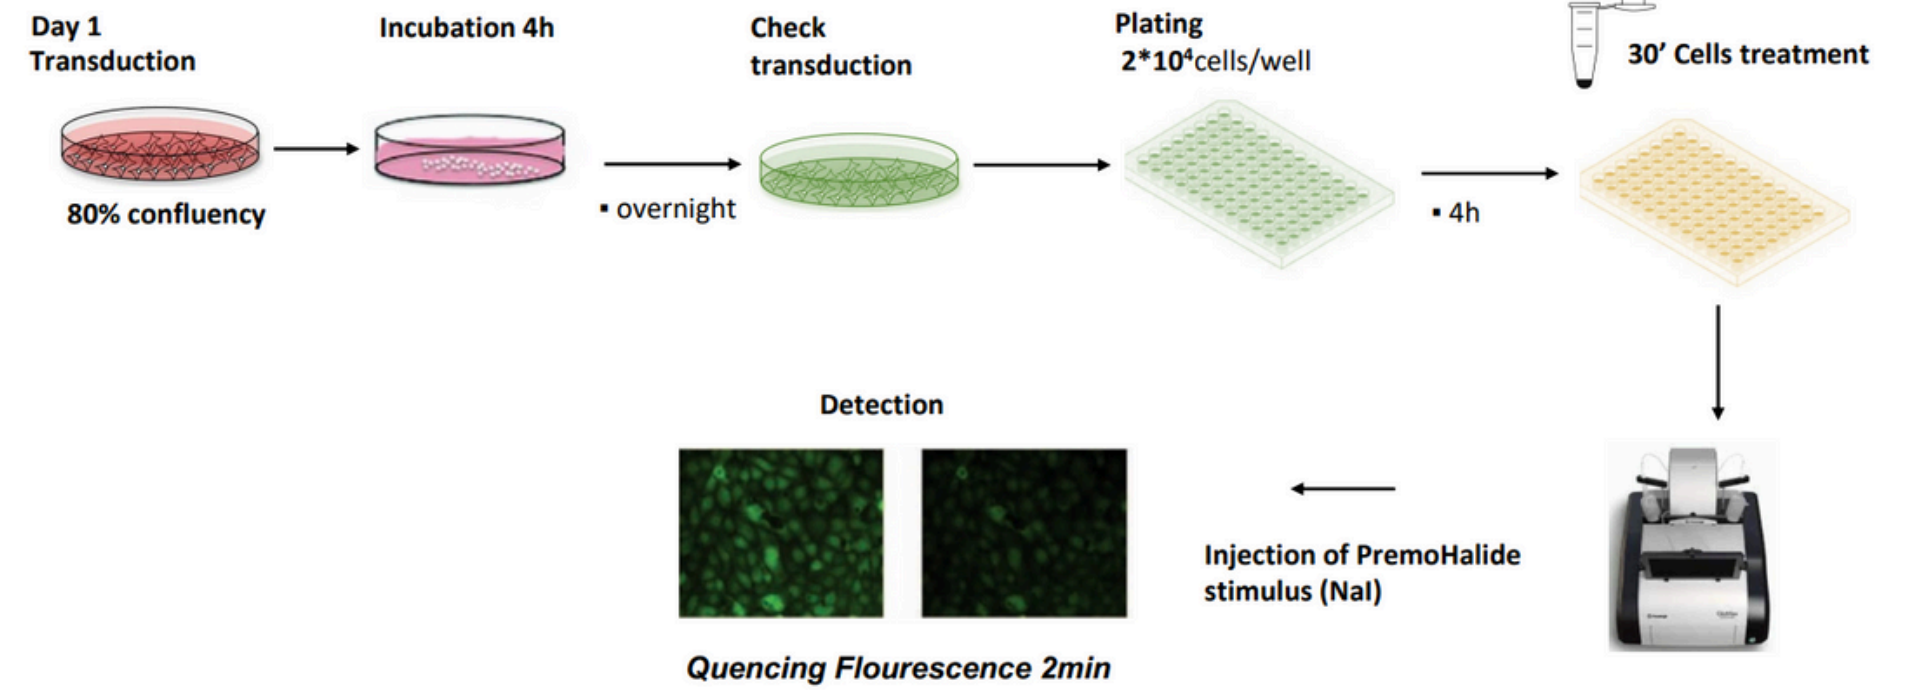 Day 1
Transduction
Incubation 4h
Check
transduction
Plating
2*10⁴cells/well
30’ Cells treatment
80% confluency
▪ overnight
▪ 4h
Detection
Injection of PremoHalide
stimulus (NaI)
Quencing Flourescence 2min